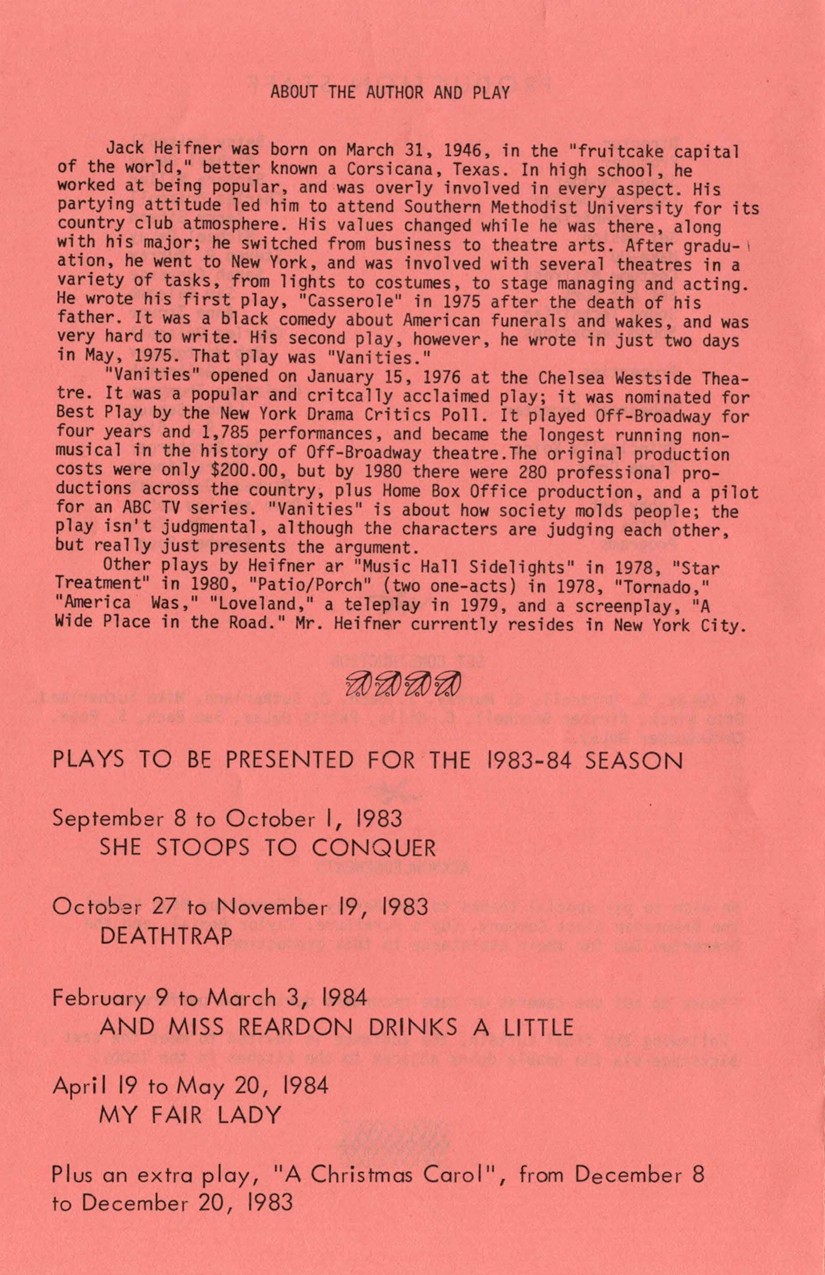 ABOUT THE AUTHOR AND PLAY
Jack Heifner was born on March 31, 1946, in the "fruitcake capital
of the world," better known a Corsicana, Texas. In high school, he
worked at being popular, and was overly involved in every aspect. His
partying attitude led him to attend Southern Methodist University for its
country club atmosphere. His values changed while he was there, along
with his major; he switched from business to theatre arts. After gradu-
ation, he went to New York, and was involved with several theatres in a
variety of tasks, from lights to costumes, to stage managing and acting.
He wrote his first play, "Casserole" in 1975 after the death of his
father. It was a black comedy about American funerals and wakes, and was
very hard to write. His second play, however, he wrote in just two days
in May, 1975. That play was "Vanities."
"Vanities" opened on January 15, 1976 at the Chelsea Westside Thea-
tre. It was a popular and critcally acclaimed play; it was nominated for
Best Play by the New York Drama Critics Poll. It played Off-Broadway for
four years and 1,785 performances, and became the longest running non-
musical in the history of Off-Broadway theatre.The original production
costs were only $200.00, but by 1980 there were 280 professional pro-
ductions across the country, plus Home Box Office production, and a pilot
for an ABC TV series. "Vanities" is about how society molds people; the
play isn't judgmental, although the characters are judging each other,
but really just presents the argument.
Other plays by Heifner ar "Music Hall Sidelights" in 1978, "Star
Treatment" in 1980, "Patio/Porch" (two one-acts) in 1978, "Tornado,"
"America Was," "Loveland," a teleplay in 1979, and a screenplay, "A
Wide Place in the Road." Mr. Heifner currently resides in New York City.
PLAYS TO BE PRESENTED FOR THE 1983-84 SEASON
September 8 to October 1, 1983
SHE STOOPS TO CONQUER
October 27 to November 19, 1983
DEATHTRAP
February 9 to March 3, 1984
AND MISS REARDON DRINKS A LITTLE
April 19 to May 20, 1984
MY FAIR LADY
Plus an extra play, "A Christmas Carol", from December 8
to December 20, 1983